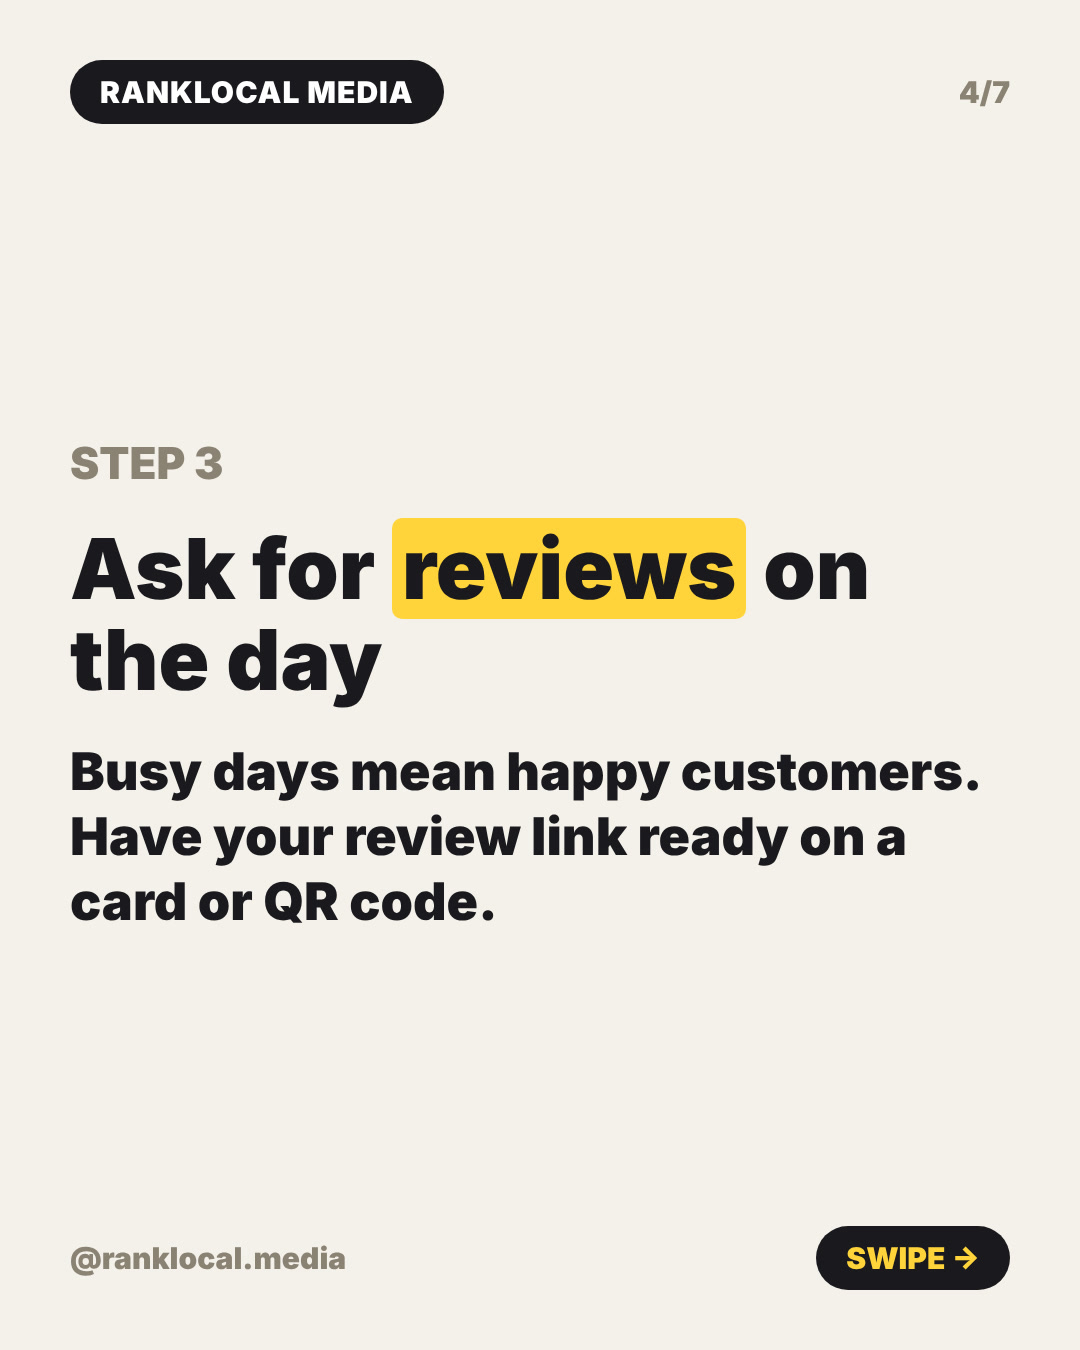 RANKLOCAL MEDIA
4/7
STEP 3
Ask for reviews on
the day
Busy days mean happy customers.
Have your review link ready on a
card or QR code.
@ranklocal.media
SWIPE →